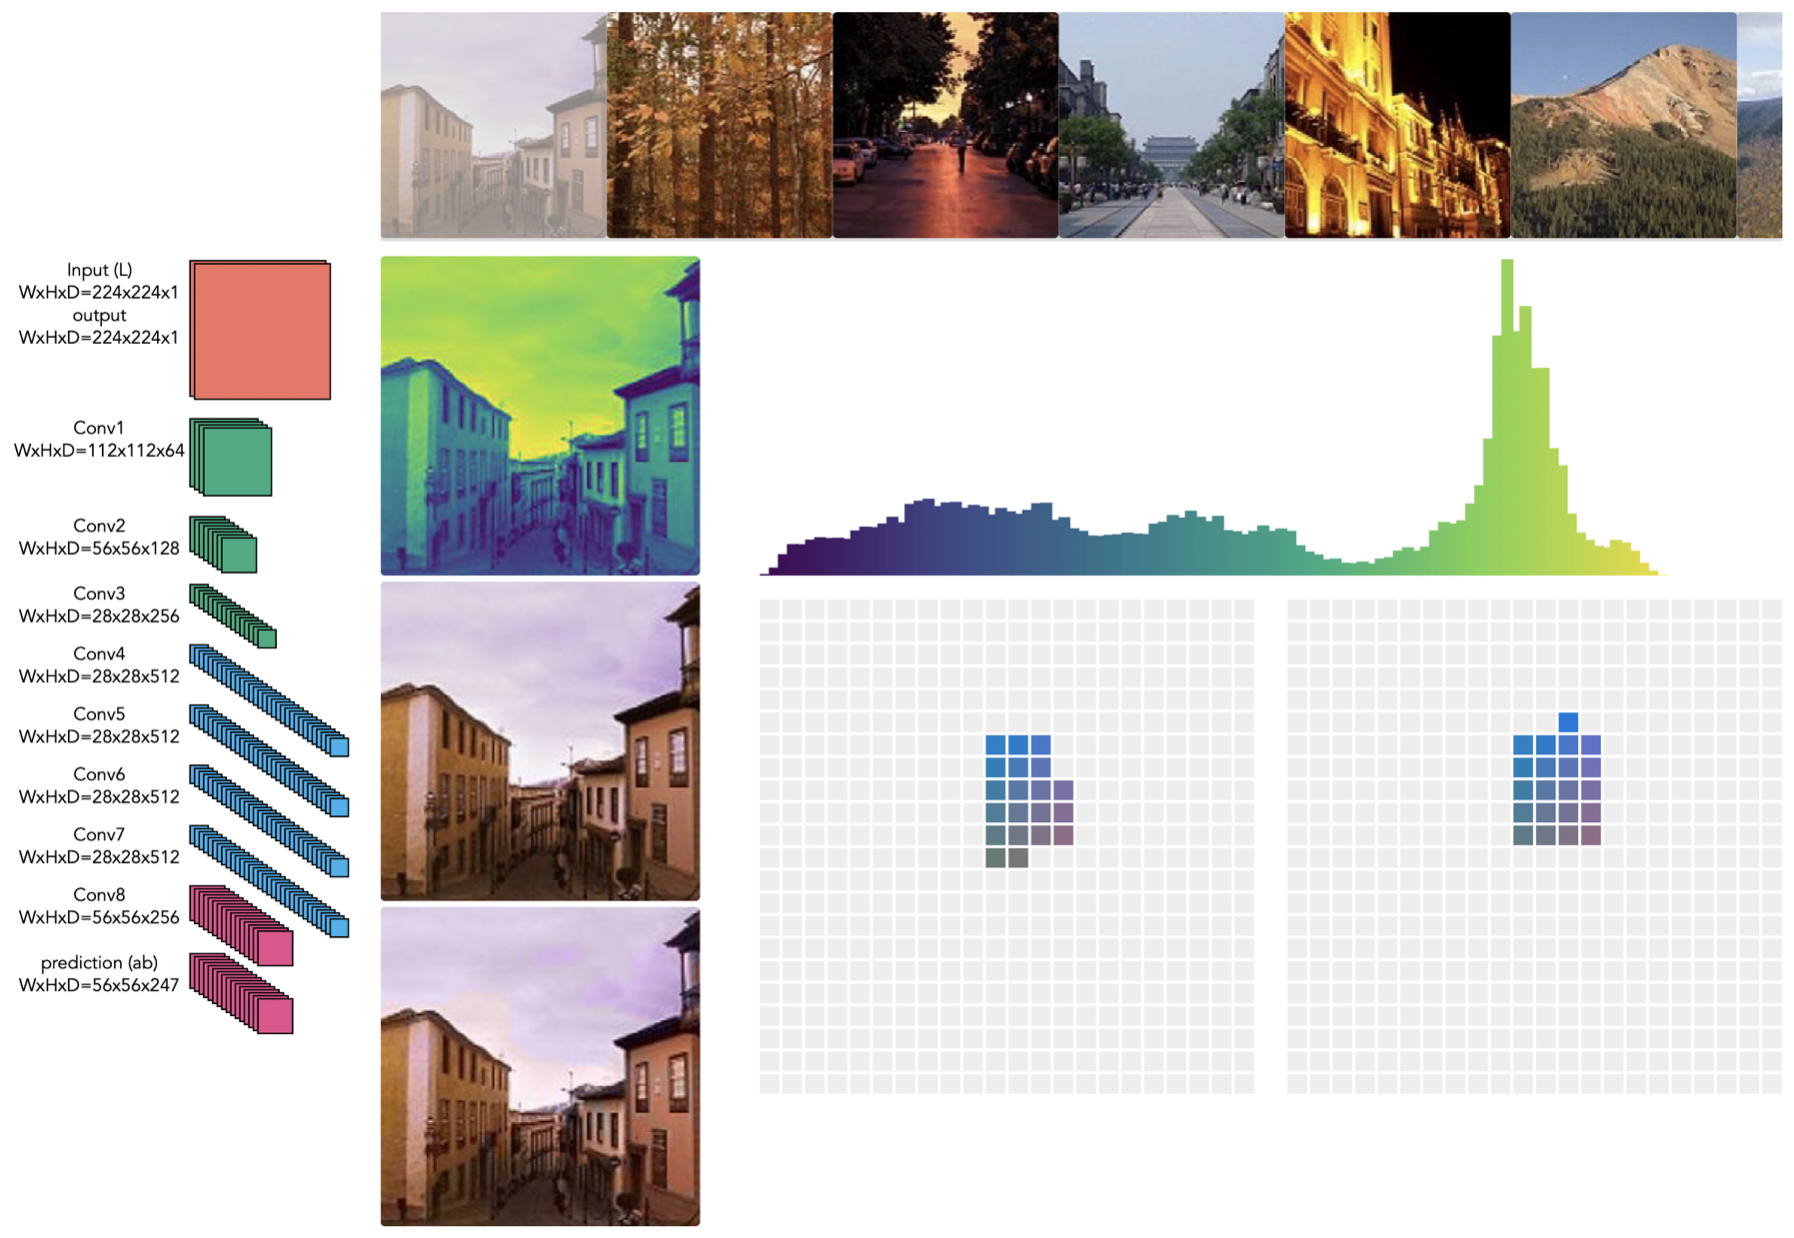 Input (L)
WxHxD=224x224x1
output
WxHxD=224x224x1
Conv1
WxHxD=112x112x64
Conv2
WxHxD=56x56x128
Conv3
WxHxD=28x28x256
Conv4
WxHxD=28x28x512
Conv5
WxHxD=28x28x512
Conv6
WxHxD=28x28x512
Conv7
WxHxD=28x28x512
Conv8
WxHxD=56x56x256
prediction (ab)
WxHxD=56x56x247